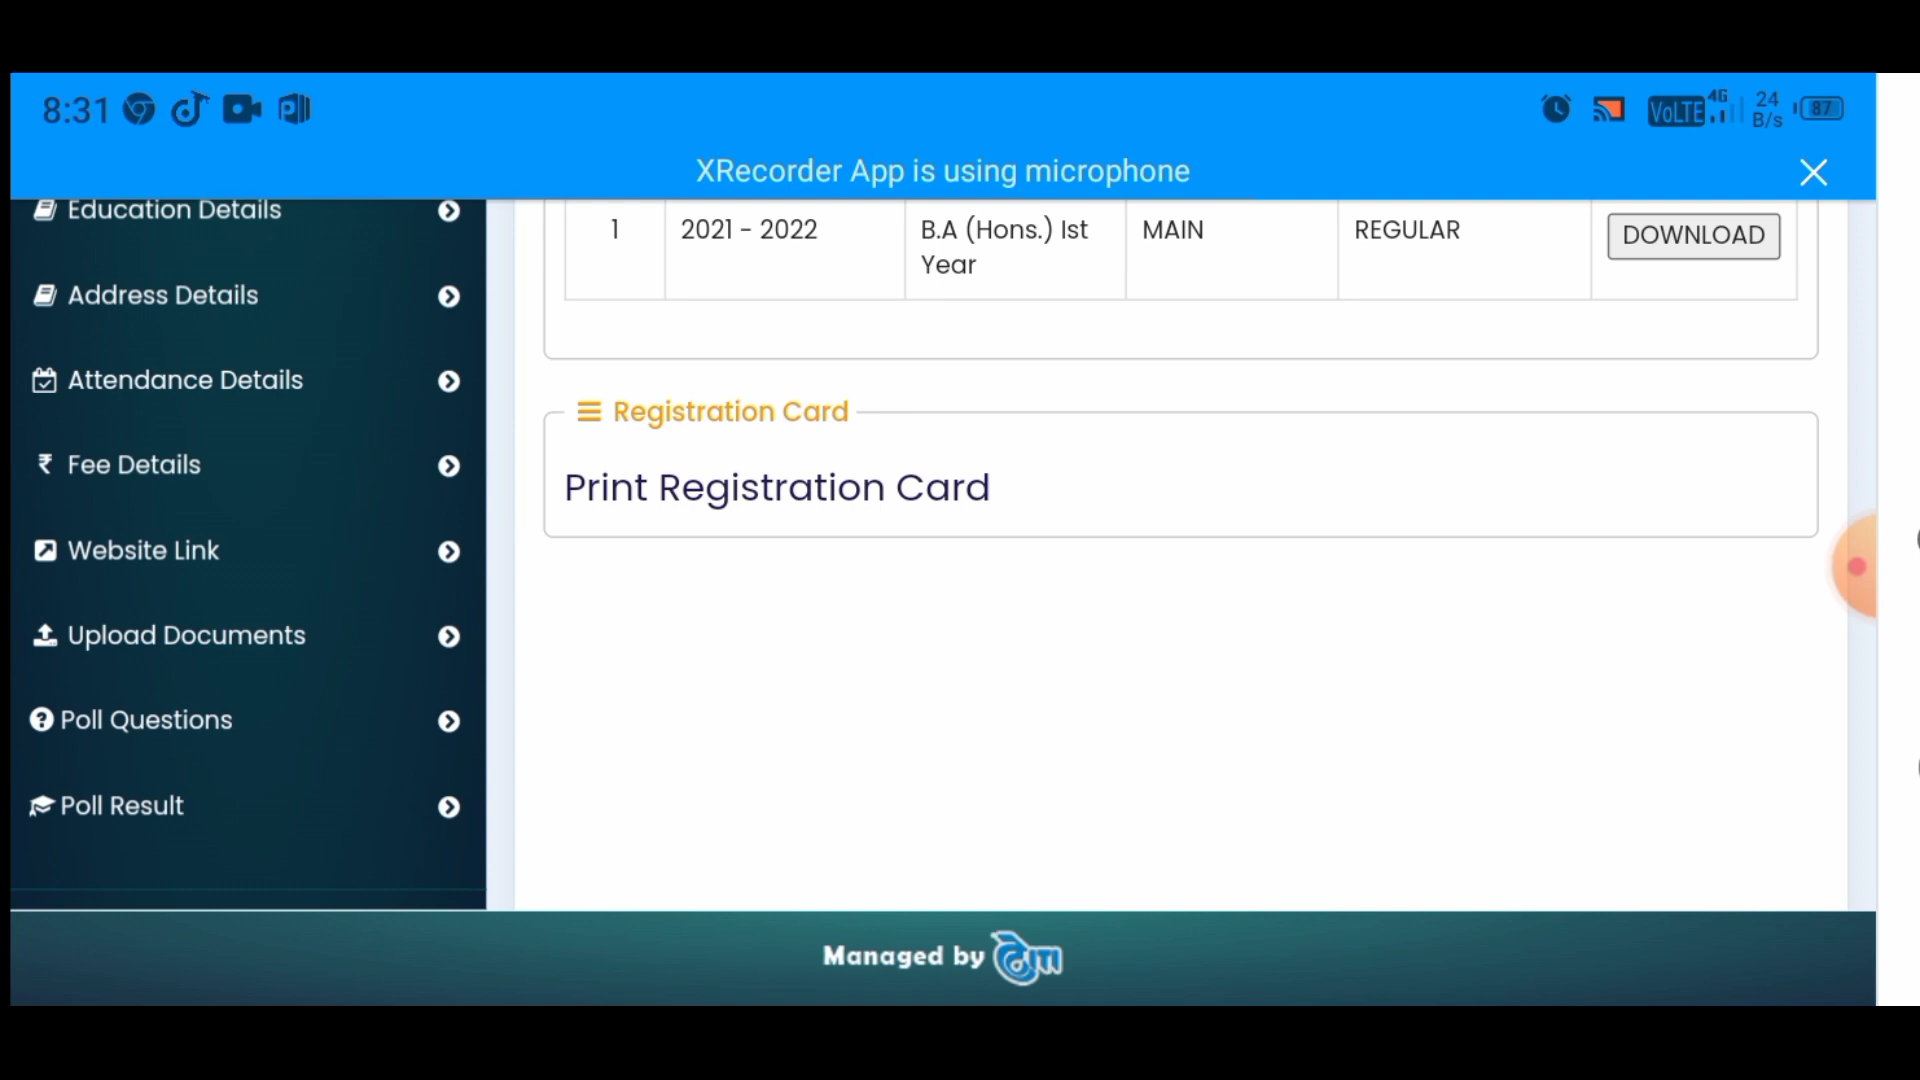 8:31
VoLTE 4G 24 B/s 87
XRecorder App is using microphone
Education Details
Address Details
Attendance Details
₹ Fee Details
Website Link
Upload Documents
Poll Questions
Poll Result
1 2021 - 2022 B.A (Hons.) Ist MAIN REGULAR DOWNLOAD
Year
Registration Card
Print Registration Card
Managed by